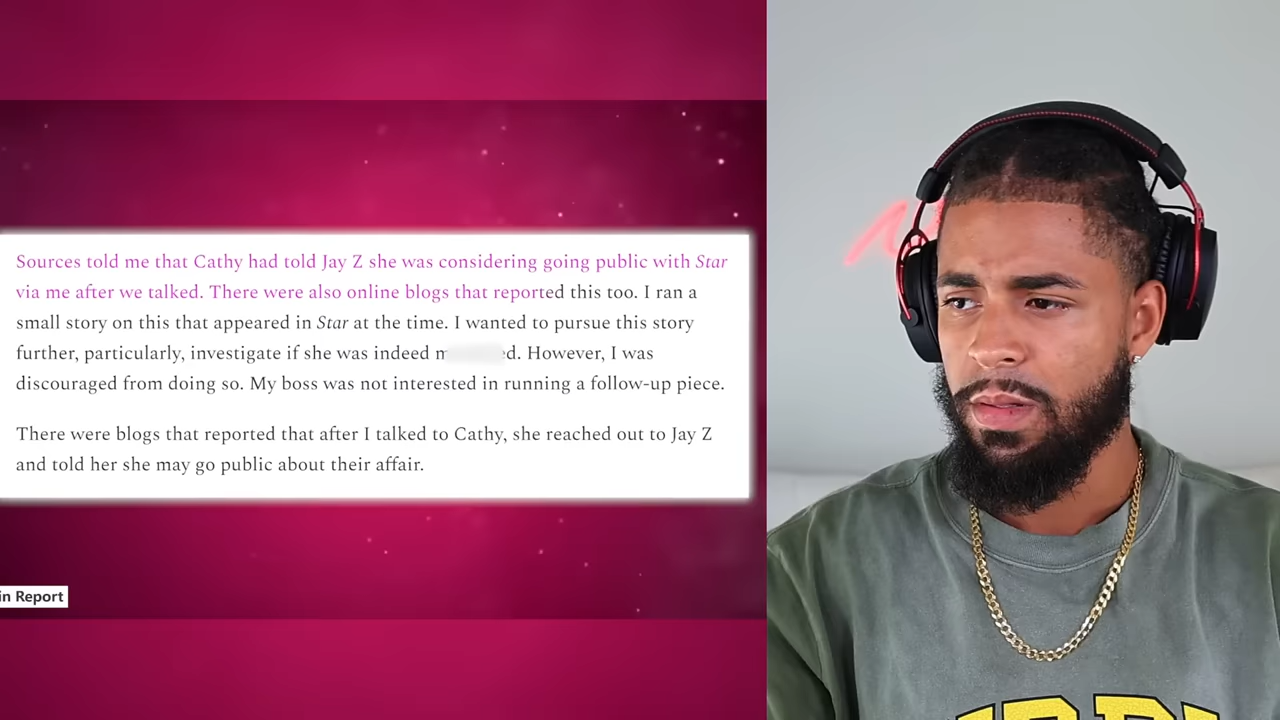 Sources told me that Cathy had told Jay Z she was considering going public with Star
via me after we talked. There were also online blogs that reported this too. I ran a
small story on this that appeared in Star at the time. I wanted to pursue this story
further, particularly, investigate if she was indeed However, I was
discouraged from doing so. My boss was not interested in running a follow-up piece.
There were blogs that reported that after I talked to Cathy, she reached out to Jay Z
and told her she may go public about their affair.
in Report